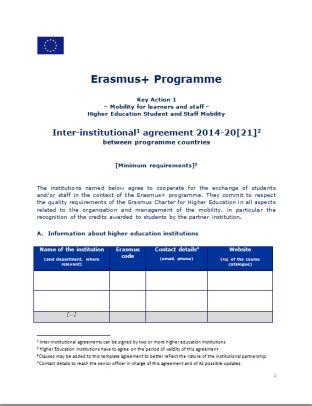 Erasmus+ Programme
Key Action 1
– Mobility for learners and staff –
Higher Education Student and Staff Mobility
Inter-institutional¹ agreement 2014-20[21]²
between programme countries
[Minimum requirements]³
The institutions named below agree to cooperate for the exchange of students
and/or staff in the context of the Erasmus+ programme. They commit to respect
the quality requirements of the Erasmus Charter for Higher Education in all aspects
related to the organisation and management of the mobility, in particular the
recognition of the credits awarded to students by the partner institution.
A. Information about higher education institutions
Name of the institution
(and department, where
relevant)
Erasmus
code
Contact details⁴
(email, phone)
Website
(eg. of the course
catalogue)
[...]
¹ Inter-institutional agreements can be signed by two or more higher education institutions
² Higher Education Institutions have to agree on the period of validity of this agreement
³ Clauses may be added to this template agreement to better reflect the nature of the institutional partnership.
⁴ Contact details to reach the senior officer in charge of this agreement and of its possible updates.
1